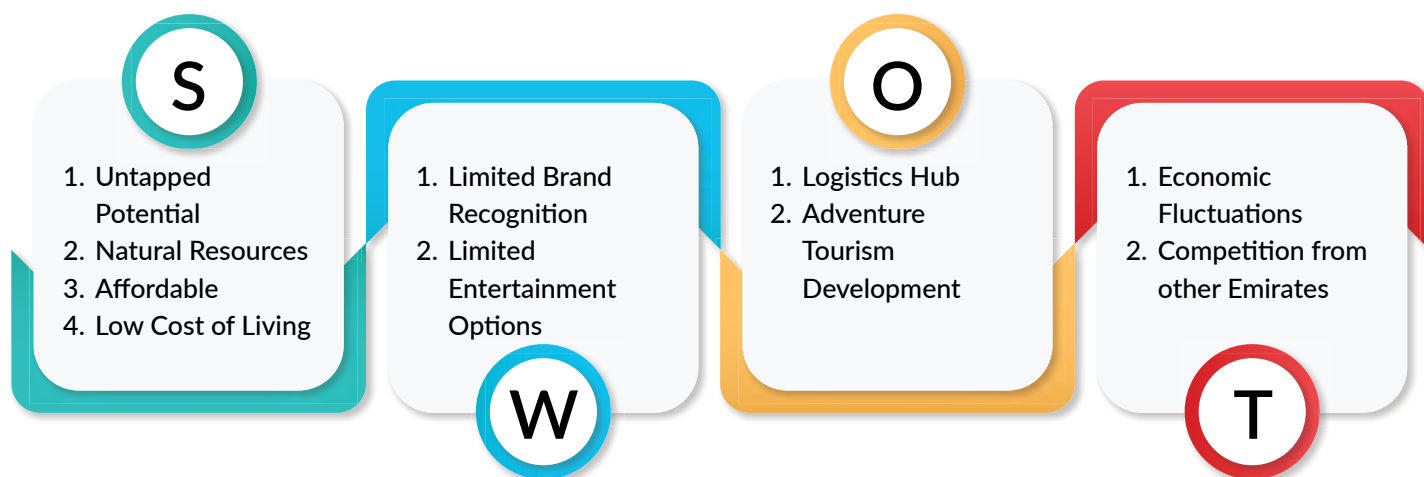 S
1. Untapped
Potential
2. Natural Resources
3. Affordable
4. Low Cost of Living
1. Limited Brand
Recognition
2. Limited
Entertainment
Options
W
O
1. Logistics Hub
2. Adventure
Tourism
Development
1. Economic
Fluctuations
2. Competition from
other Emirates
T